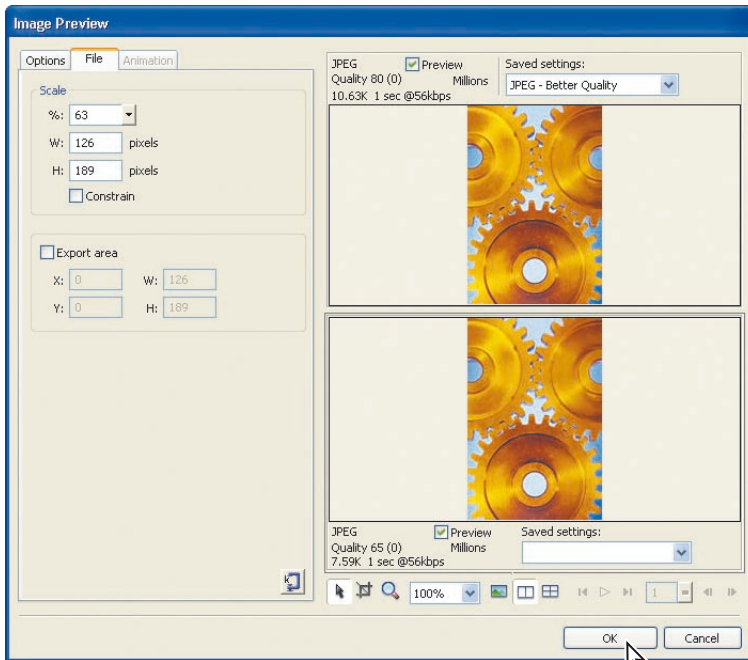 Image Preview
Options File Animation
Scale
%: 63
W: 126 pixels
H: 189 pixels
Constrain
Export area
X: 0 W: 126
Y: 0 H: 189
JPEG Preview
Quality 80 (0) Millions
10.63K 1 sec @56kbps
Saved settings:
JPEG - Better Quality
JPEG Preview
Quality 65 (0) Millions
7.59K 1 sec @56kbps
Saved settings:
100%
1
OK Cancel